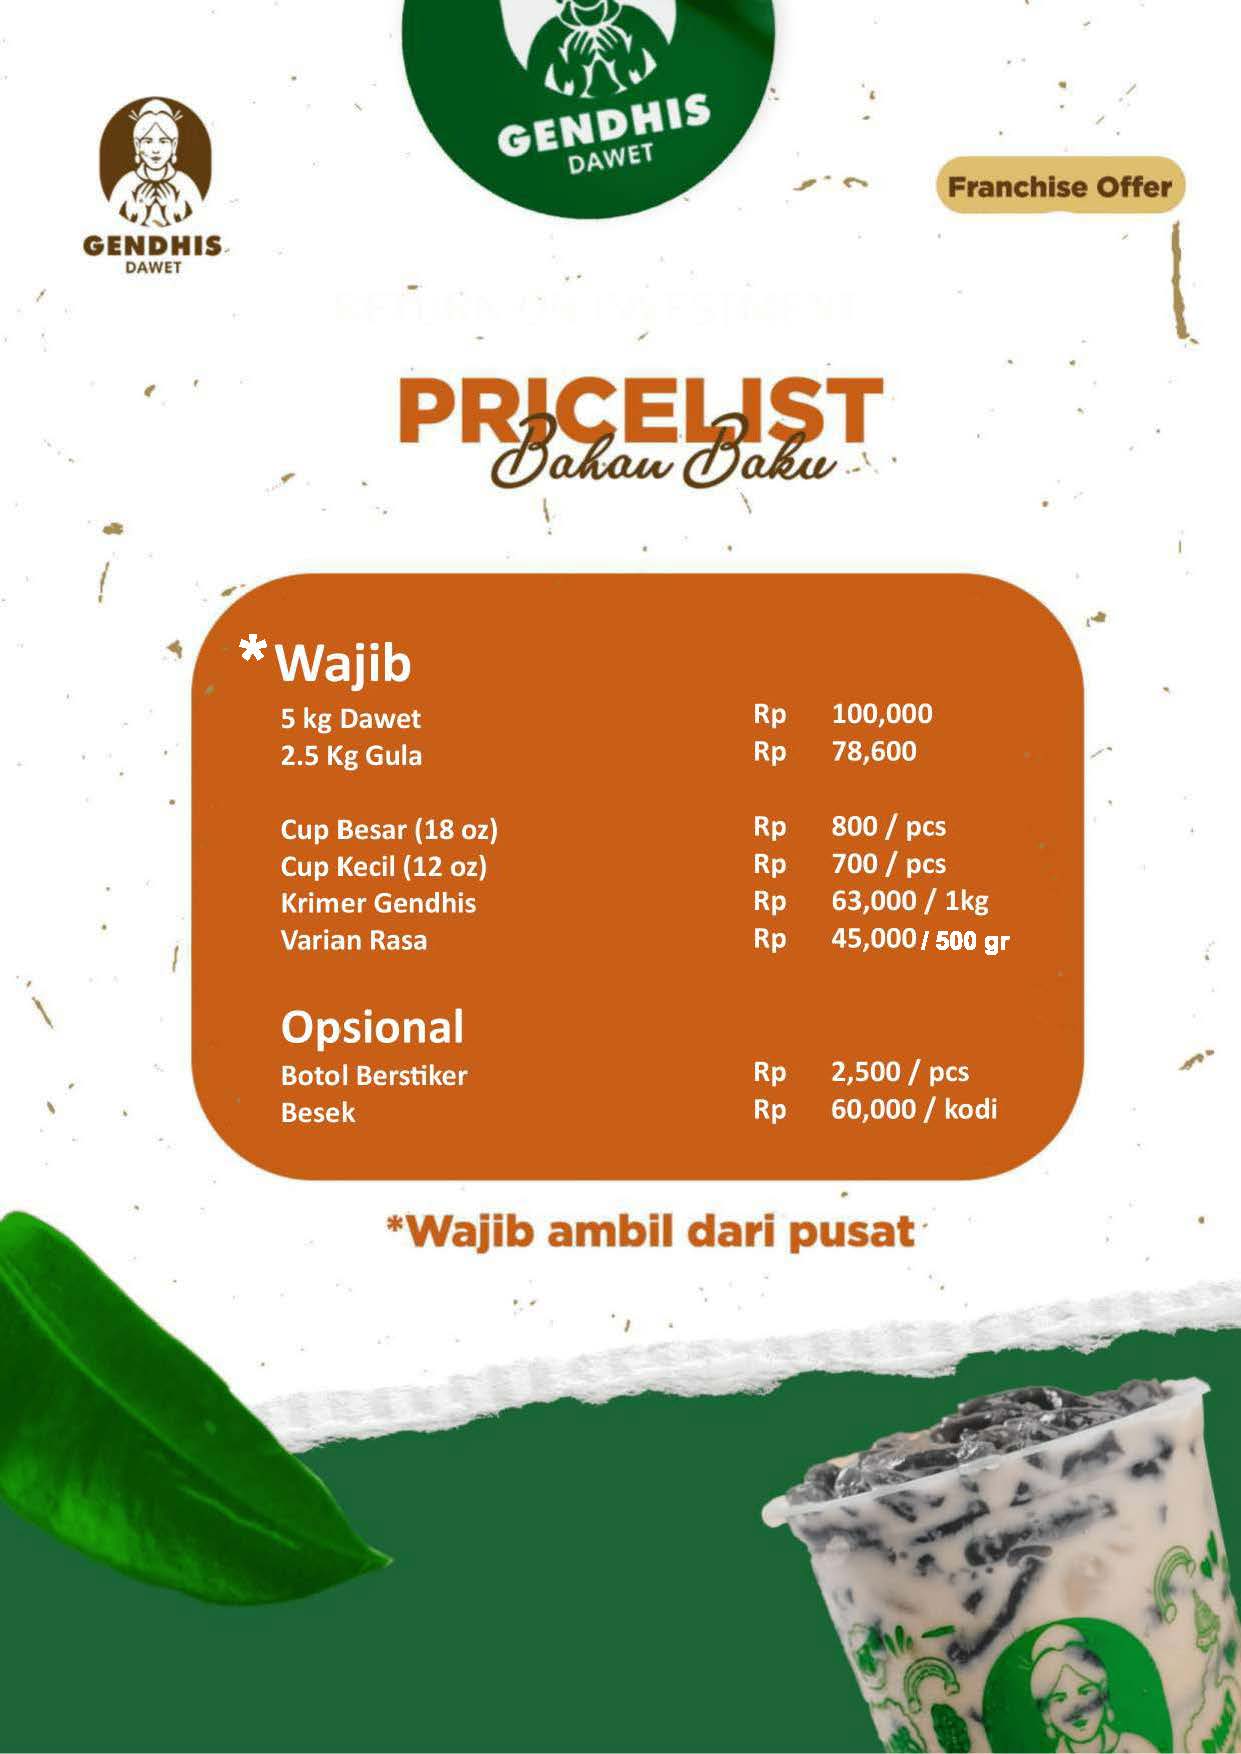 GENDHIS
DAWET
GENDHIS
DAWET
Franchise Offer
RETURN ON INVESTMENT
PRICELIST
Bahan Baku
*Wajib
5 kg Dawet Rp 100,000
2.5 Kg Gula Rp 78,600
Cup Besar (18 oz) Rp 800 / pcs
Cup Kecil (12 oz) Rp 700 / pcs
Krimer Gendhis Rp 63,000 / 1kg
Varian Rasa Rp 45,000 / 500 gr
Opsional
Botol Berstiker Rp 2,500 / pcs
Besek Rp 60,000 / kodi
*Wajib ambil dari pusat